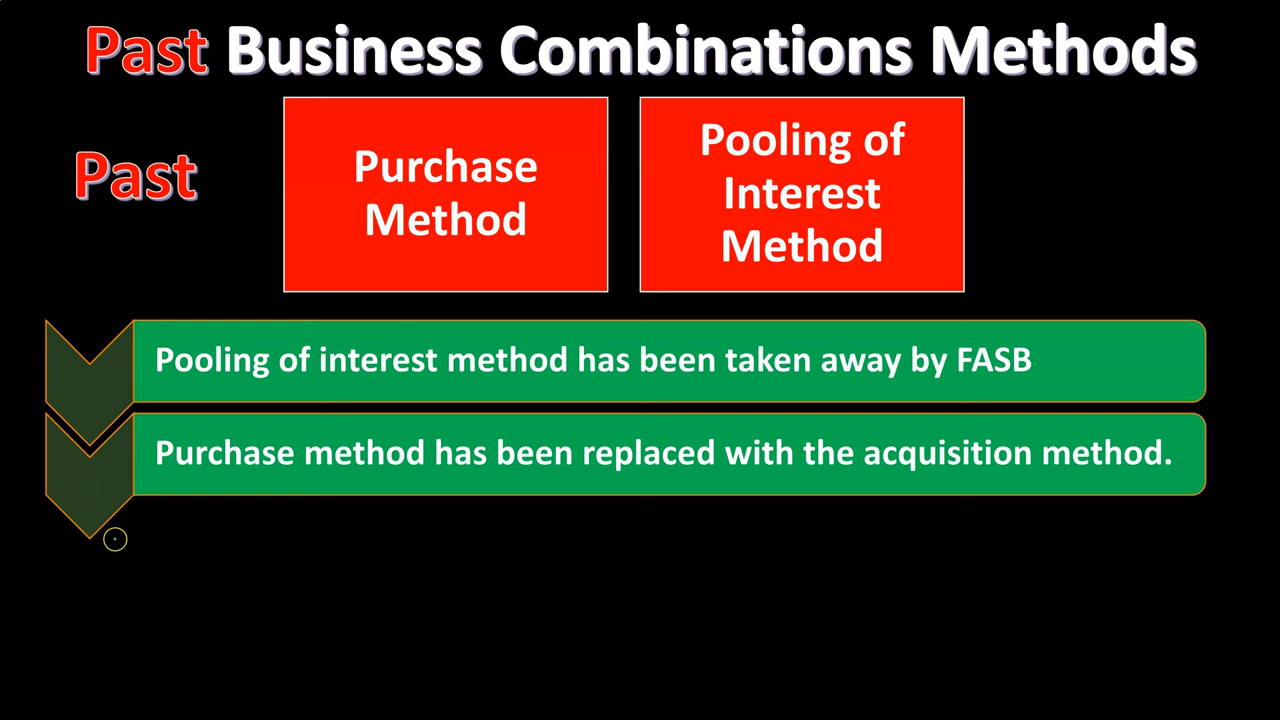 Past Business Combinations Methods
Past
Purchase
Method
Pooling of
Interest
Method
Pooling of interest method has been taken away by FASB
Purchase method has been replaced with the acquisition method.